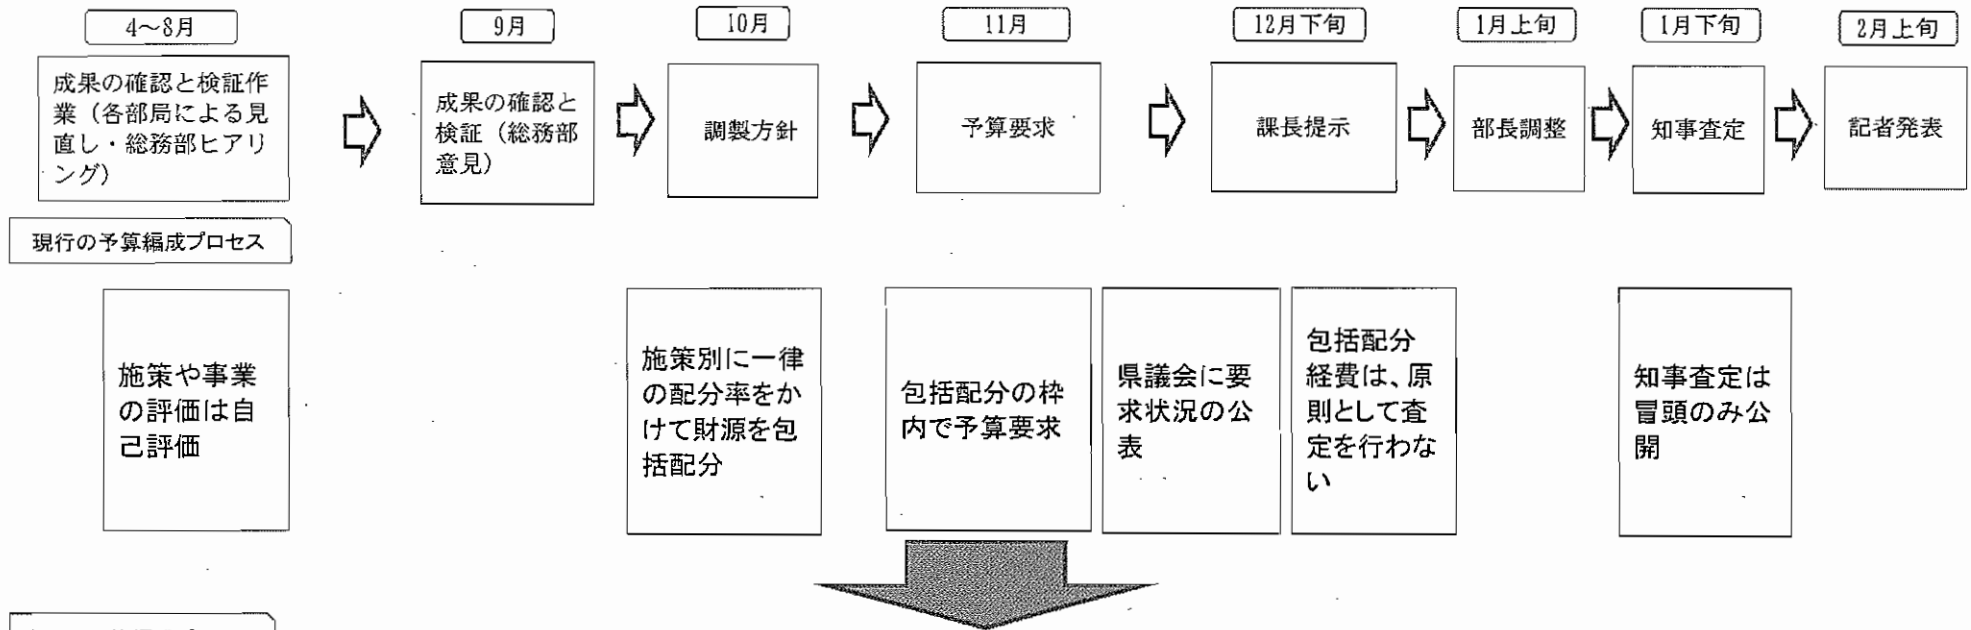 4～8月
9月
10月
11月
12月下旬
1月上旬
1月下旬
2月上旬
成果の確認と検証作
業（各部局による見
直し・総務部ヒアリ
ング）
成果の確認と
検証（総務部
意見）
調製方針
予算要求
課長提示
部長調整
知事査定
記者発表
現行の予算編成プロセス
施策や事業
の評価は自
己評価
施策別に一律
の配分率をか
けて財源を包
括配分
包括配分の枠
内で予算要求
県議会に要
求状況の公
表
包括配分
経費は、原
則として査
定を行わな
い
知事査定は
冒頭のみ公
開